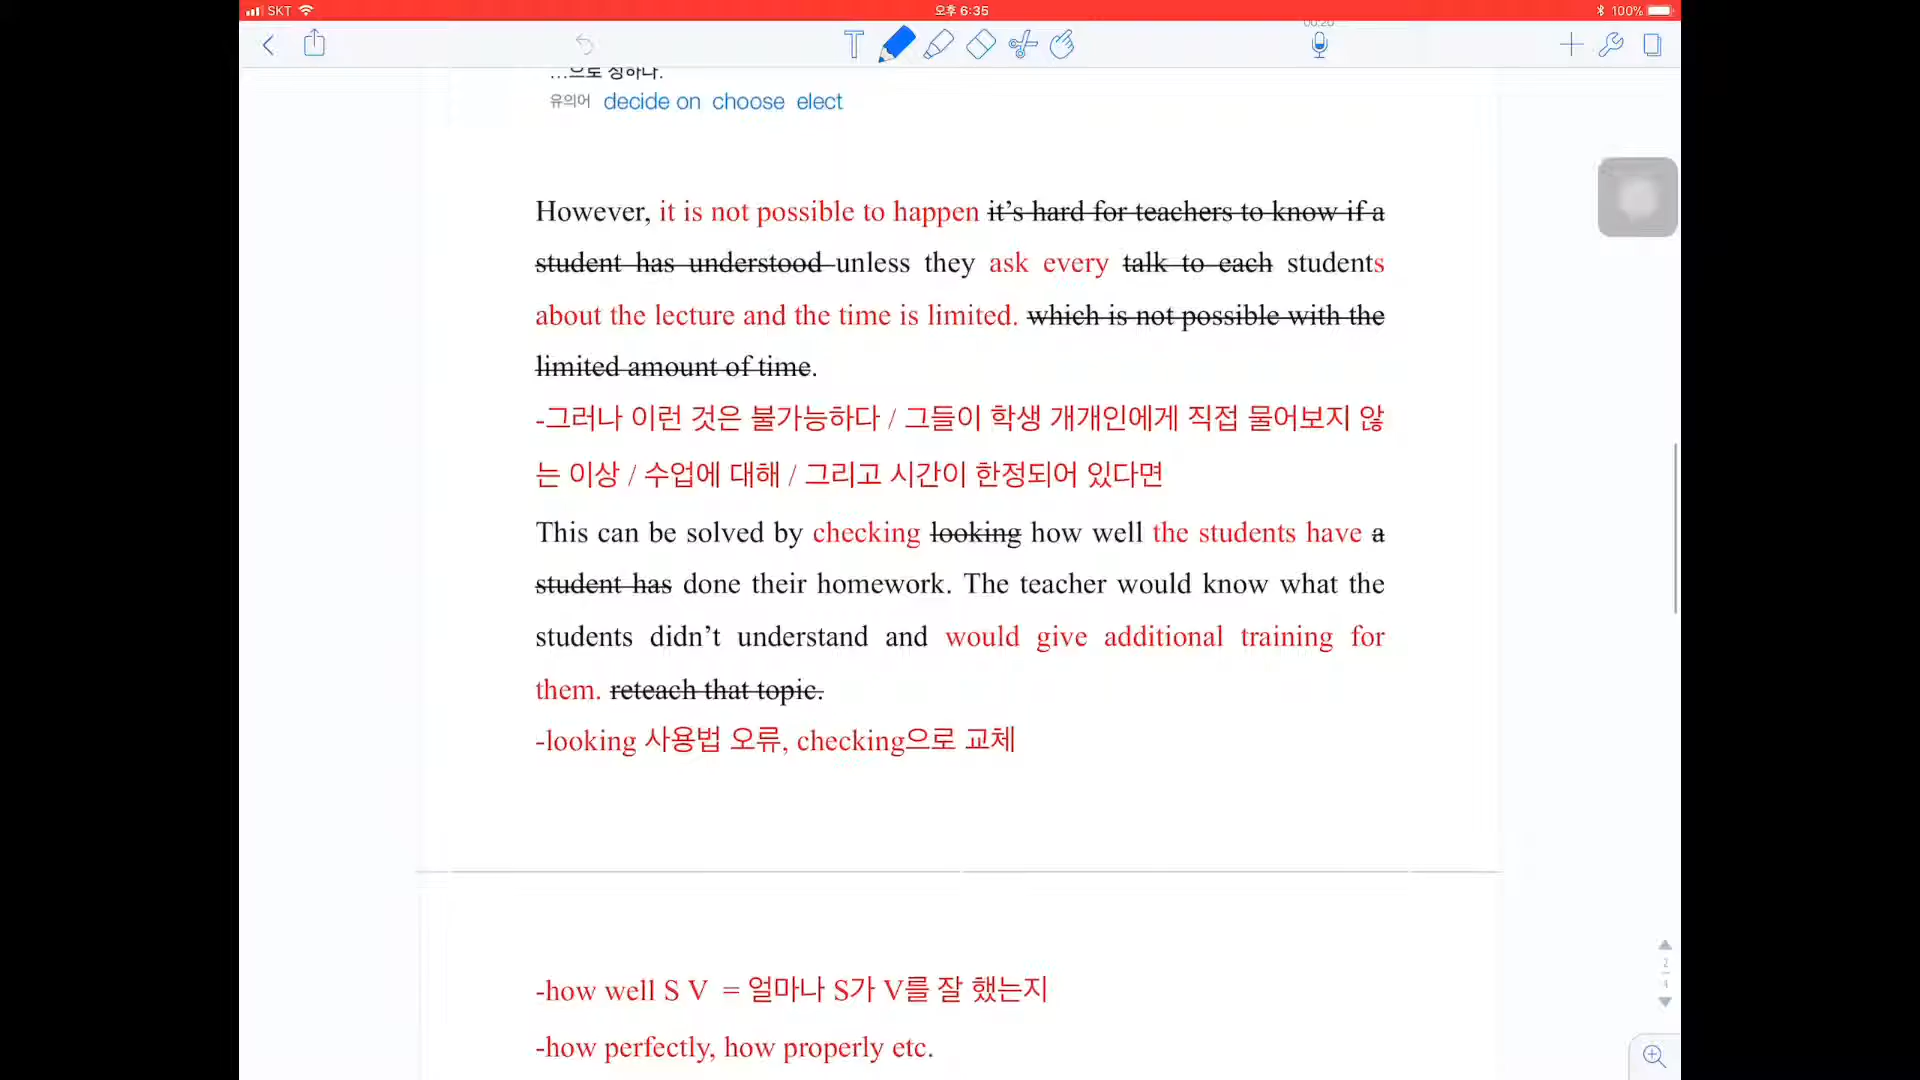 SKT 오후 6:35 100%
00:20
…으로 정하다.
유의어 decide on choose elect
However, it is not possible to happen it’s hard for teachers to know if a
student has understood unless they ask every talk to each students
about the lecture and the time is limited. which is not possible with the
limited amount of time.
-그러나 이런 것은 불가능하다 / 그들이 학생 개개인에게 직접 물어보지 않
는 이상 / 수업에 대해 / 그리고 시간이 한정되어 있다면
This can be solved by checking looking how well the students have a
student has done their homework. The teacher would know what the
students didn’t understand and would give additional training for
them. reteach that topic.
-looking 사용법 오류, checking으로 교체
2
4
-how well S V = 얼마나 S가 V를 잘 했는지
-how perfectly, how properly etc.